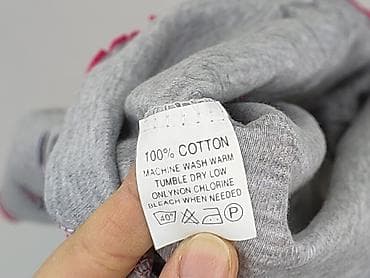 100% COTTON
MACHINE WASH WARM
TUMBLE DRY LOW
ONLYNON CHLORINE
BLEACH WHEN NEEDED
40° P